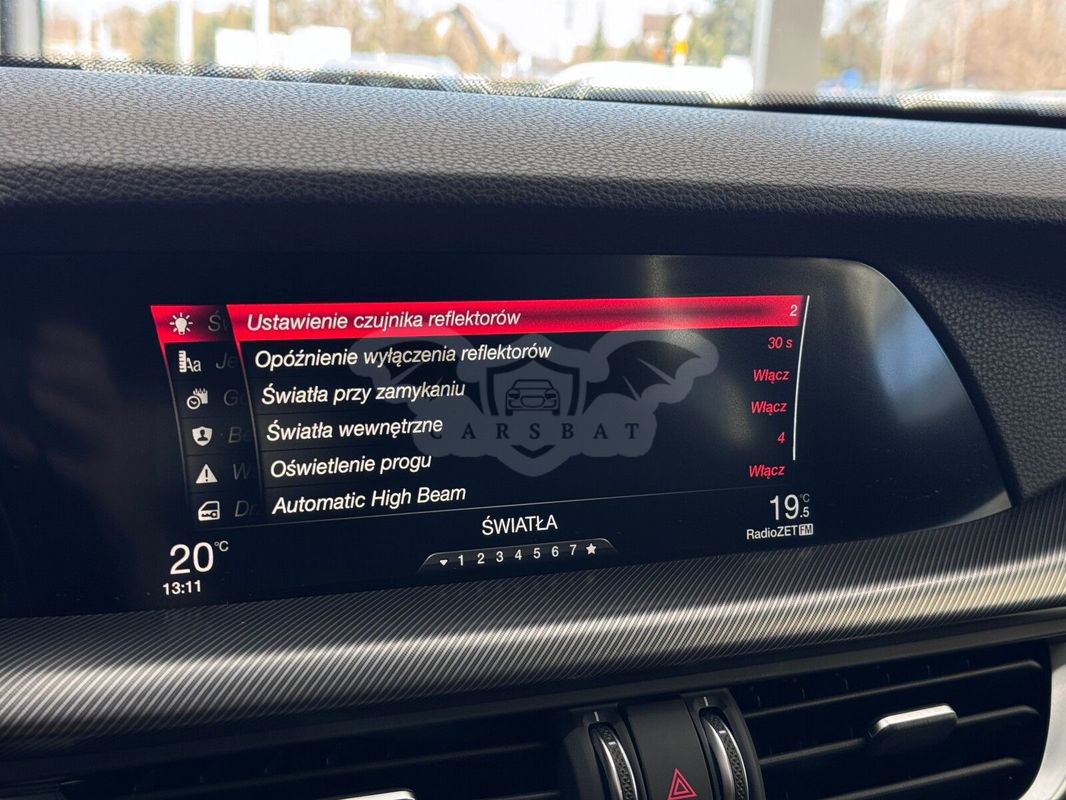 Ustawienie czujnika reflektorów 2
Opóźnienie wyłączenia reflektorów 30 s
Światła przy zamykaniu Włącz
Światła wewnętrzne Włącz
Oświetlenie progu 4
Automatic High Beam Włącz
Aa
CARSBAT
ŚWIATŁA
1 2 3 4 5 6 7
20°C
13:11
19.5°C
RadioZET FM